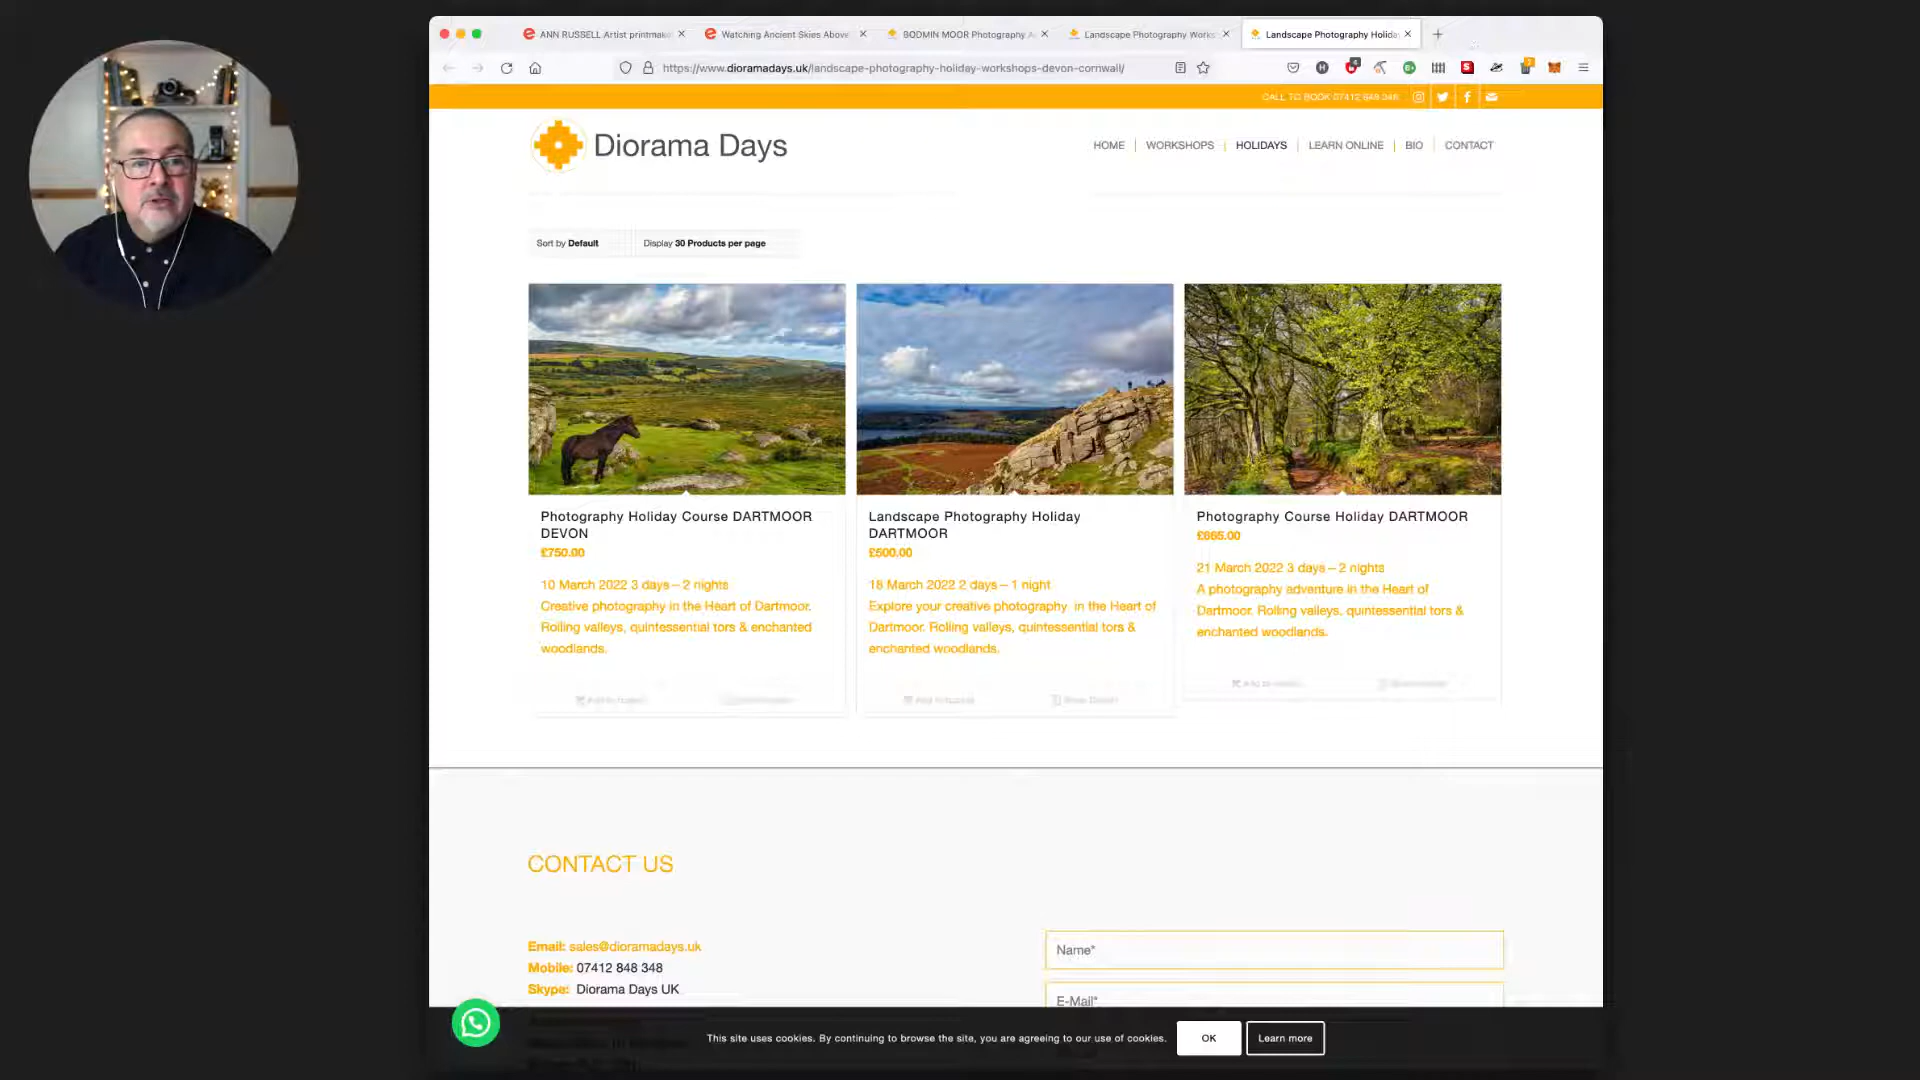 ANN RUSSELL Artist printmake
Watching Ancient Skies Above
BODMIN MOOR Photography A
Landscape Photography Works
Landscape Photography Holida
https://www.dioramadays.uk/landscape-photography-holiday-workshops-devon-cornwall/
CALL TO BOOK 07412 848 348
Diorama Days
HOME
WORKSHOPS
HOLIDAYS
LEARN ONLINE
BIO
CONTACT
Sort by Default
Display 30 Products per page
Photography Holiday Course DARTMOOR
DEVON
£750.00
10 March 2022 3 days – 2 nights
Creative photography in the Heart of Dartmoor.
Rolling valleys, quintessential tors & enchanted
woodlands.
Landscape Photography Holiday
DARTMOOR
£500.00
18 March 2022 2 days – 1 night
Explore your creative photography in the Heart of
Dartmoor. Rolling valleys, quintessential tors &
enchanted woodlands.
Photography Course Holiday DARTMOOR
£665.00
21 March 2022 3 days – 2 nights
A photography adventure in the Heart of
Dartmoor. Rolling valleys, quintessential tors &
enchanted woodlands.
CONTACT US
Email: sales@dioramadays.uk
Mobile: 07412 848 348
Skype: Diorama Days UK
Name*
E-Mail*
This site uses cookies. By continuing to browse the site, you are agreeing to our use of cookies.
OK
Learn more